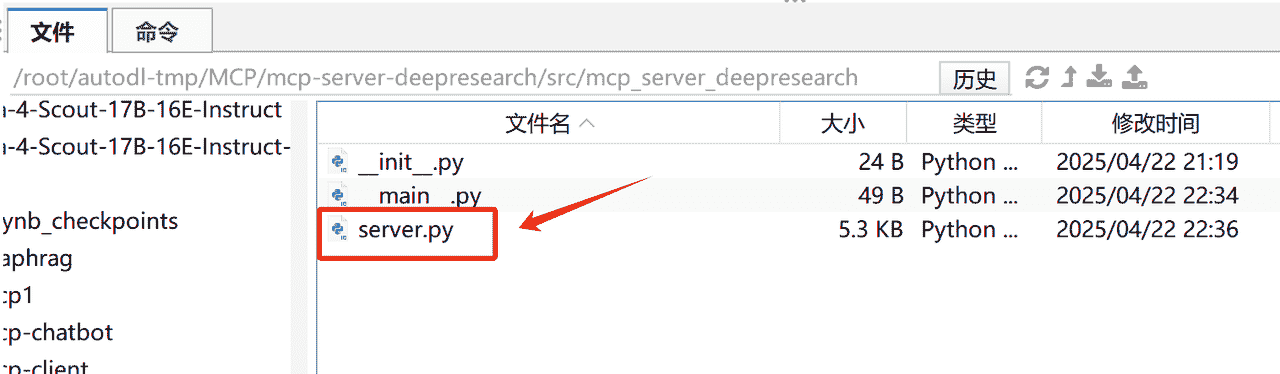 文件 命令
/root/autodl-tmp/MCP/mcp-server-deepresearch/src/mcp_server_deepresearch 历史
a-4-Scout-17B-16E-Instruct
a-4-Scout-17B-16E-Instruct-
ynb_checkpoints
aphrag
cp1
cp-chatbot
cp-client
文件名 大小 类型 修改时间
__init__.py 24 B Python ... 2025/04/22 21:19
__main__.py 49 B Python ... 2025/04/22 22:34
server.py 5.3 KB Python ... 2025/04/22 22:36